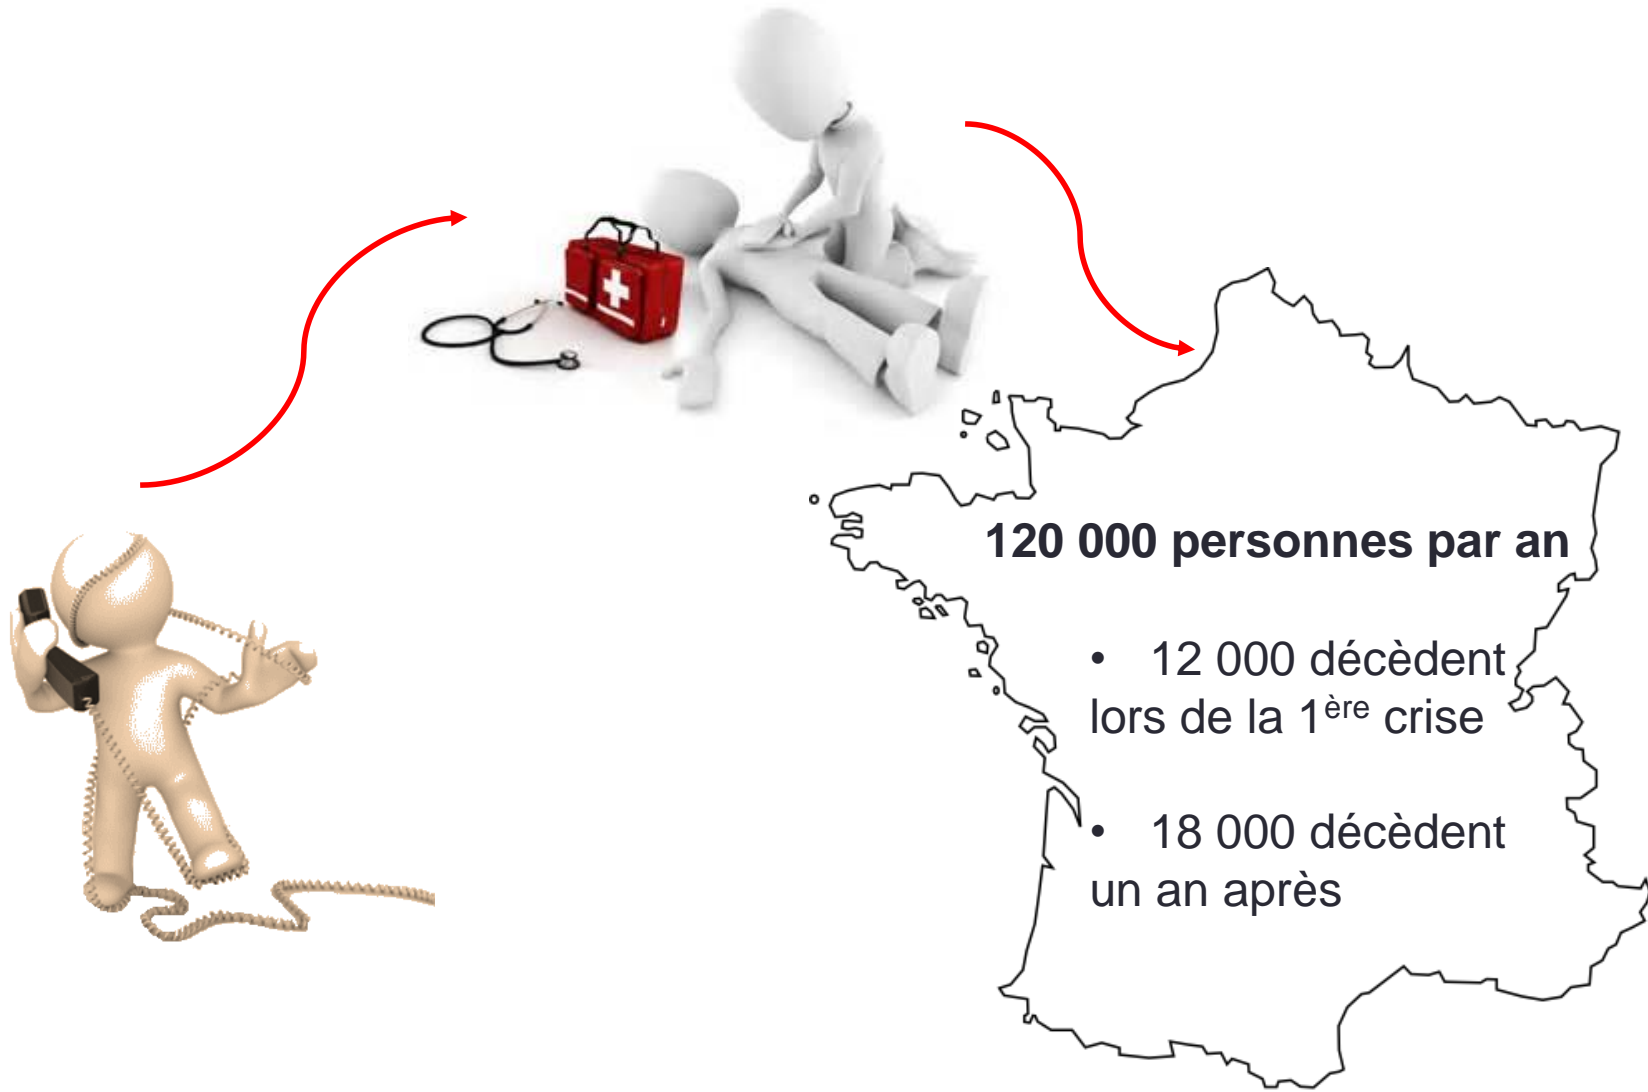 120 000 personnes par an
• 12 000 décèdent
lors de la 1ère crise
• 18 000 décèdent
un an après